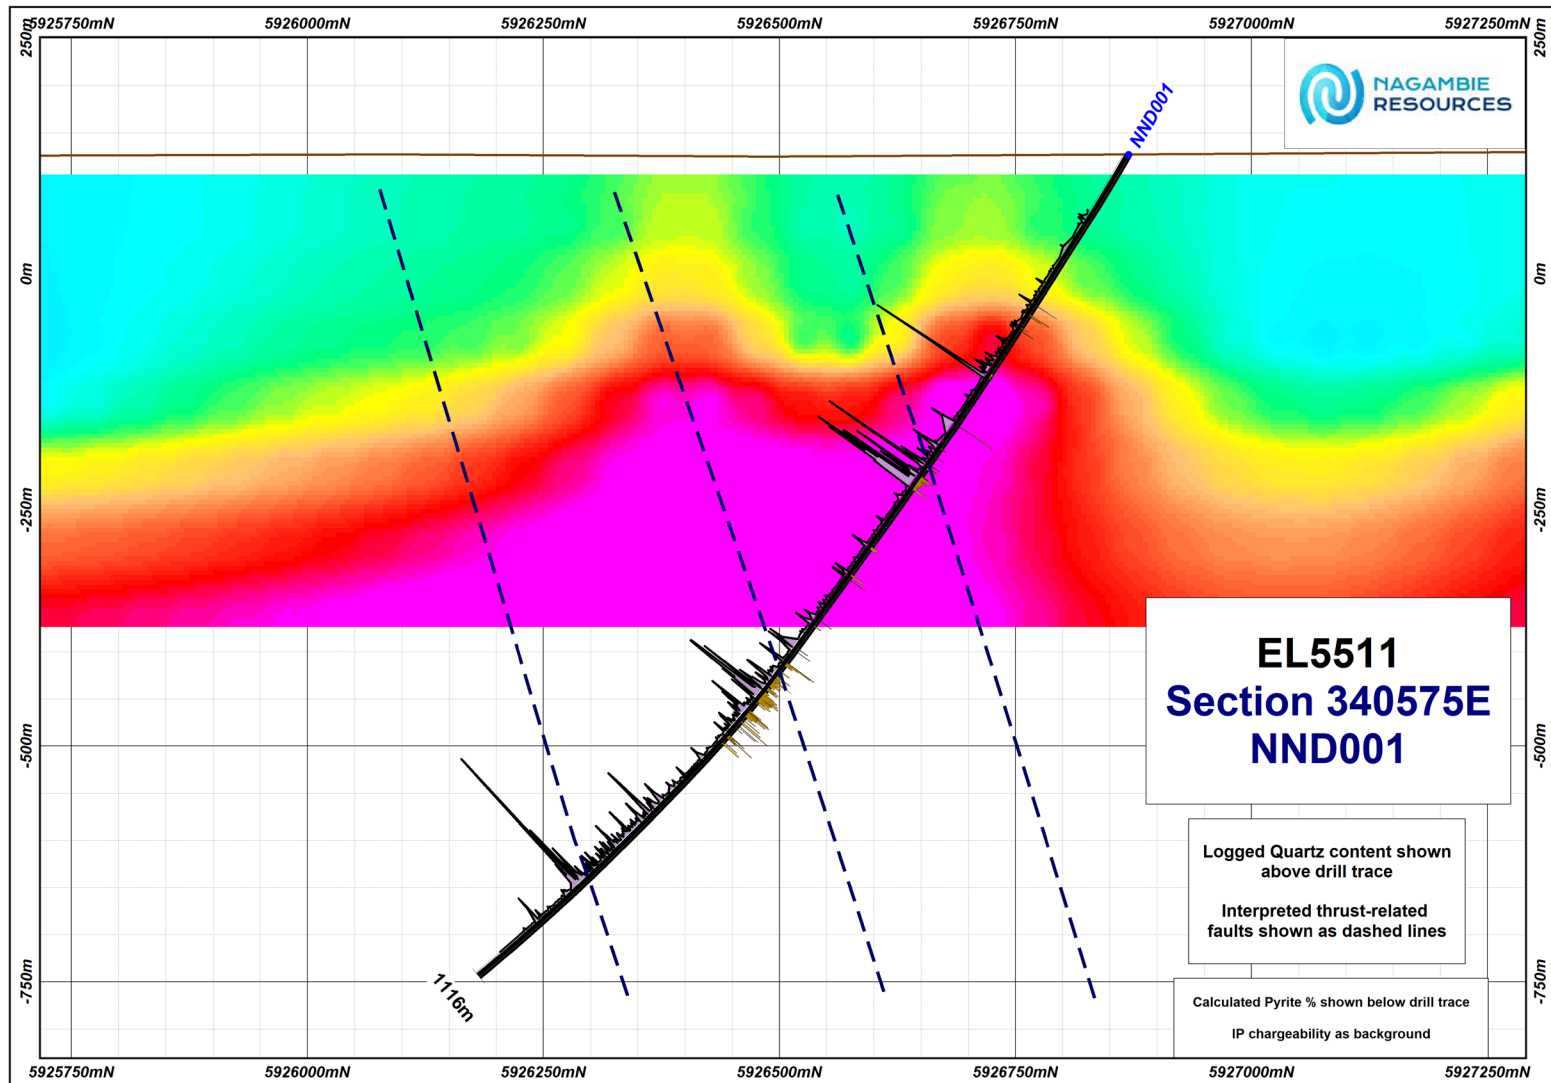 5925750mN 5926000mN 5926250mN 5926500mN 5926750mN 5927000mN 5927250mN
250m 250m
NAGAMBIE
RESOURCES
NND001
0m 0m
-250m -250m
EL5511
Section 340575E
NND001
-500m -500m
Logged Quartz content shown
above drill trace
Interpreted thrust-related
faults shown as dashed lines
-750m -750m
1116m
Calculated Pyrite % shown below drill trace
IP chargeability as background
5925750mN 5926000mN 5926250mN 5926500mN 5926750mN 5927000mN 5927250mN